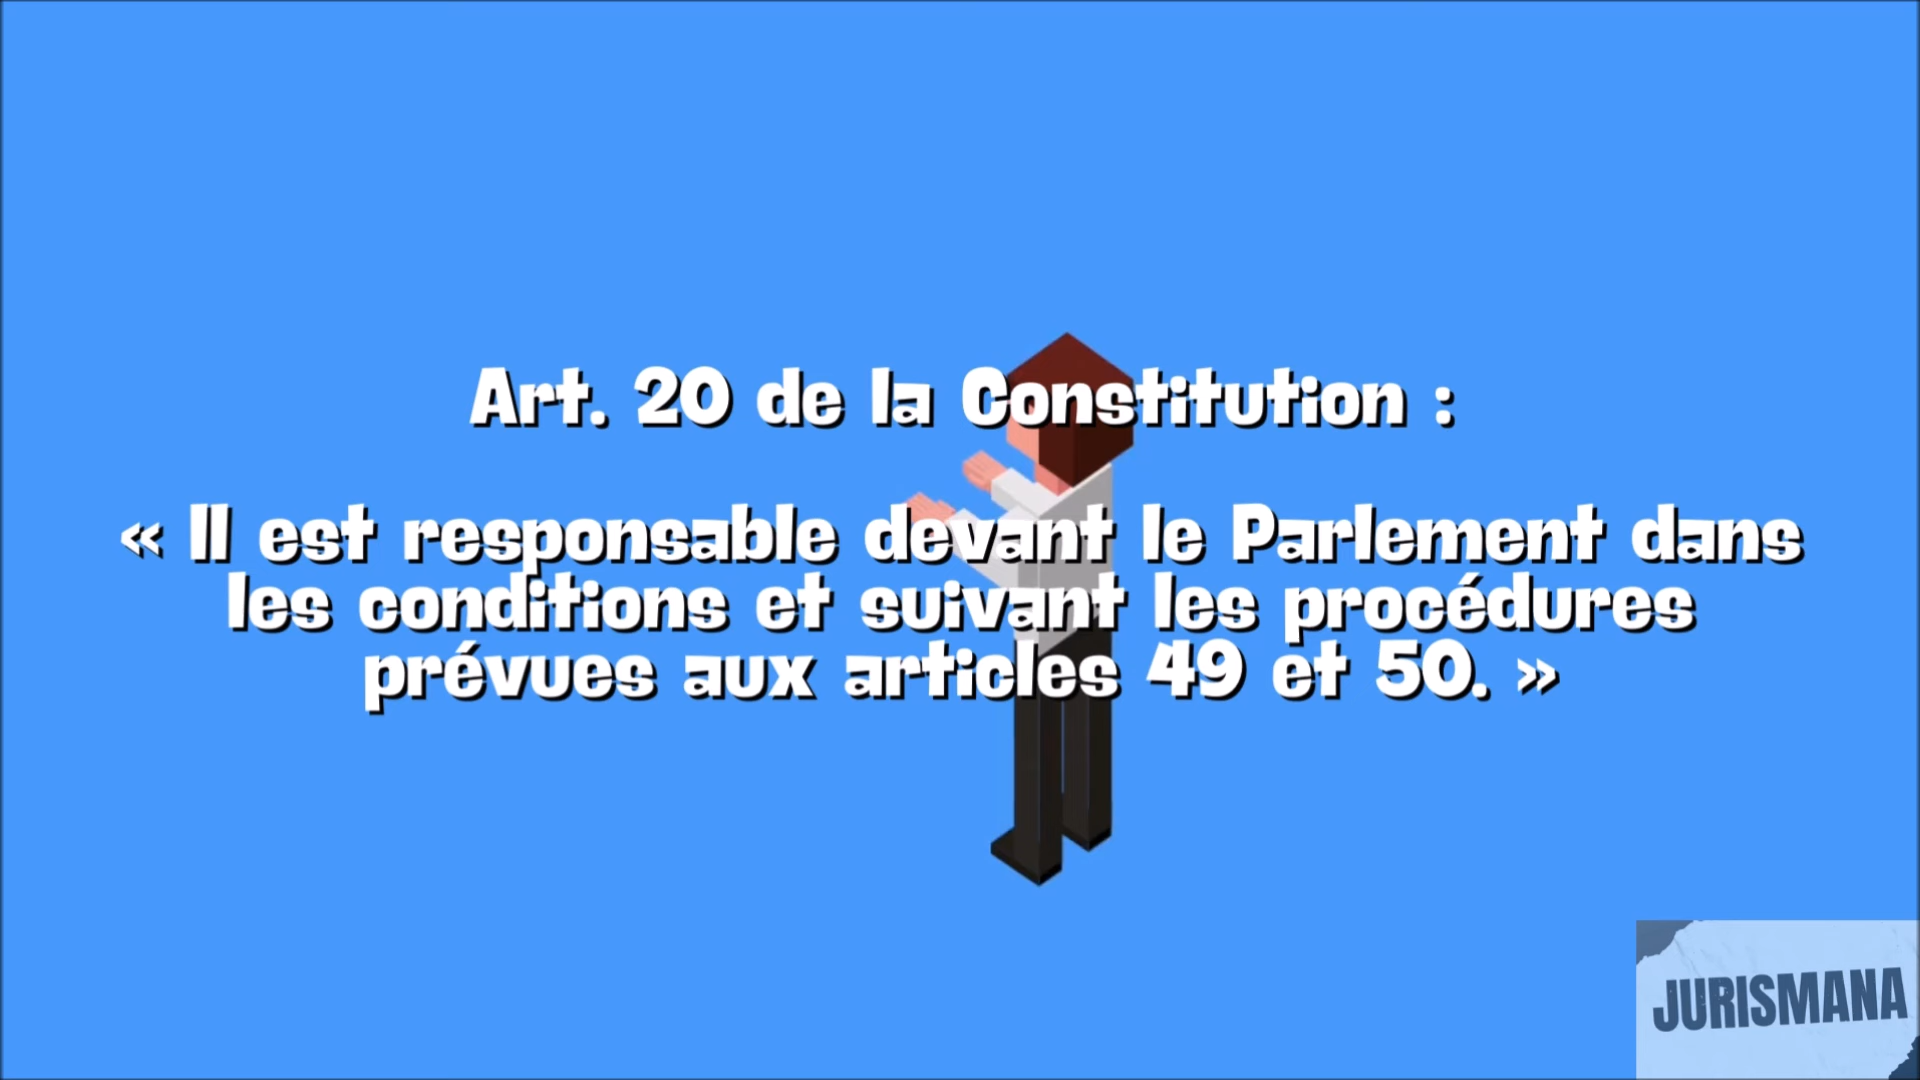 Art. 20 de la Constitution :
« Il est responsable devant le Parlement dans
les conditions et suivant les procédures
prévues aux articles 49 et 50. »
JURISMANA